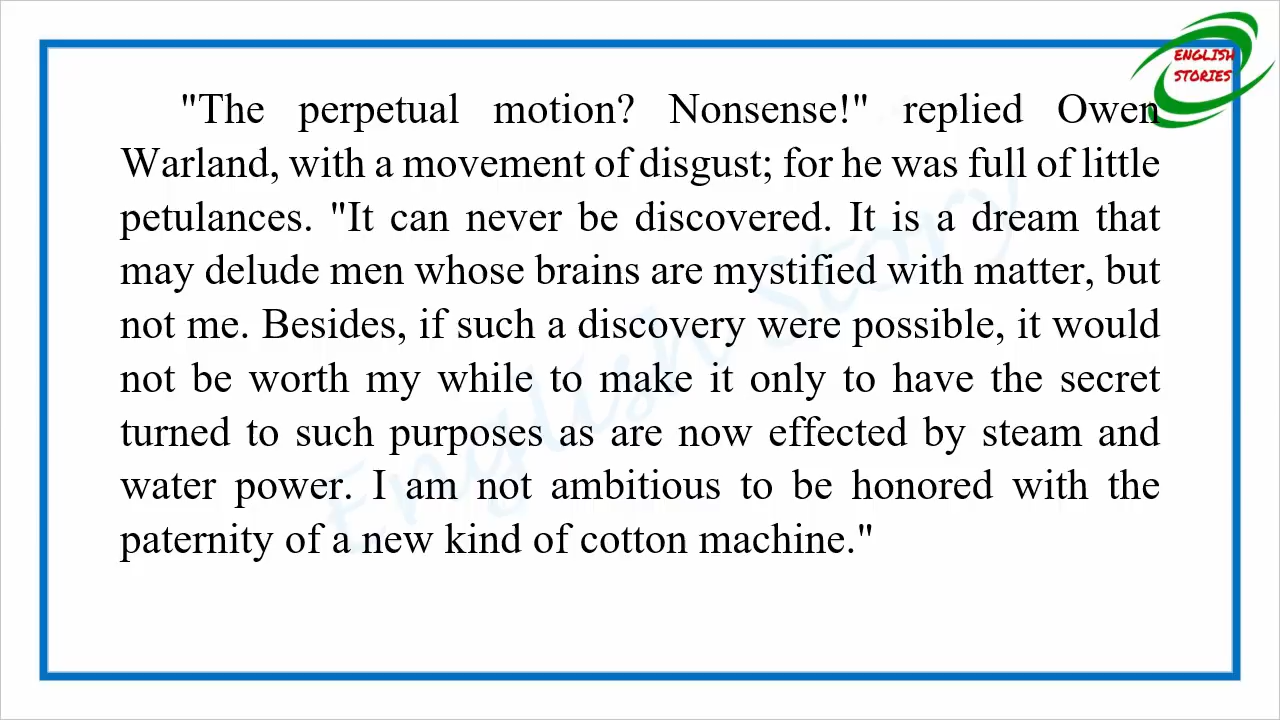 ENGLISH
STORIES
"The perpetual motion? Nonsense!" replied Owen
Warland, with a movement of disgust; for he was full of little
petulances. "It can never be discovered. It is a dream that
may delude men whose brains are mystified with matter, but
not me. Besides, if such a discovery were possible, it would
not be worth my while to make it only to have the secret
turned to such purposes as are now effected by steam and
water power. I am not ambitious to be honored with the
paternity of a new kind of cotton machine."
English Story